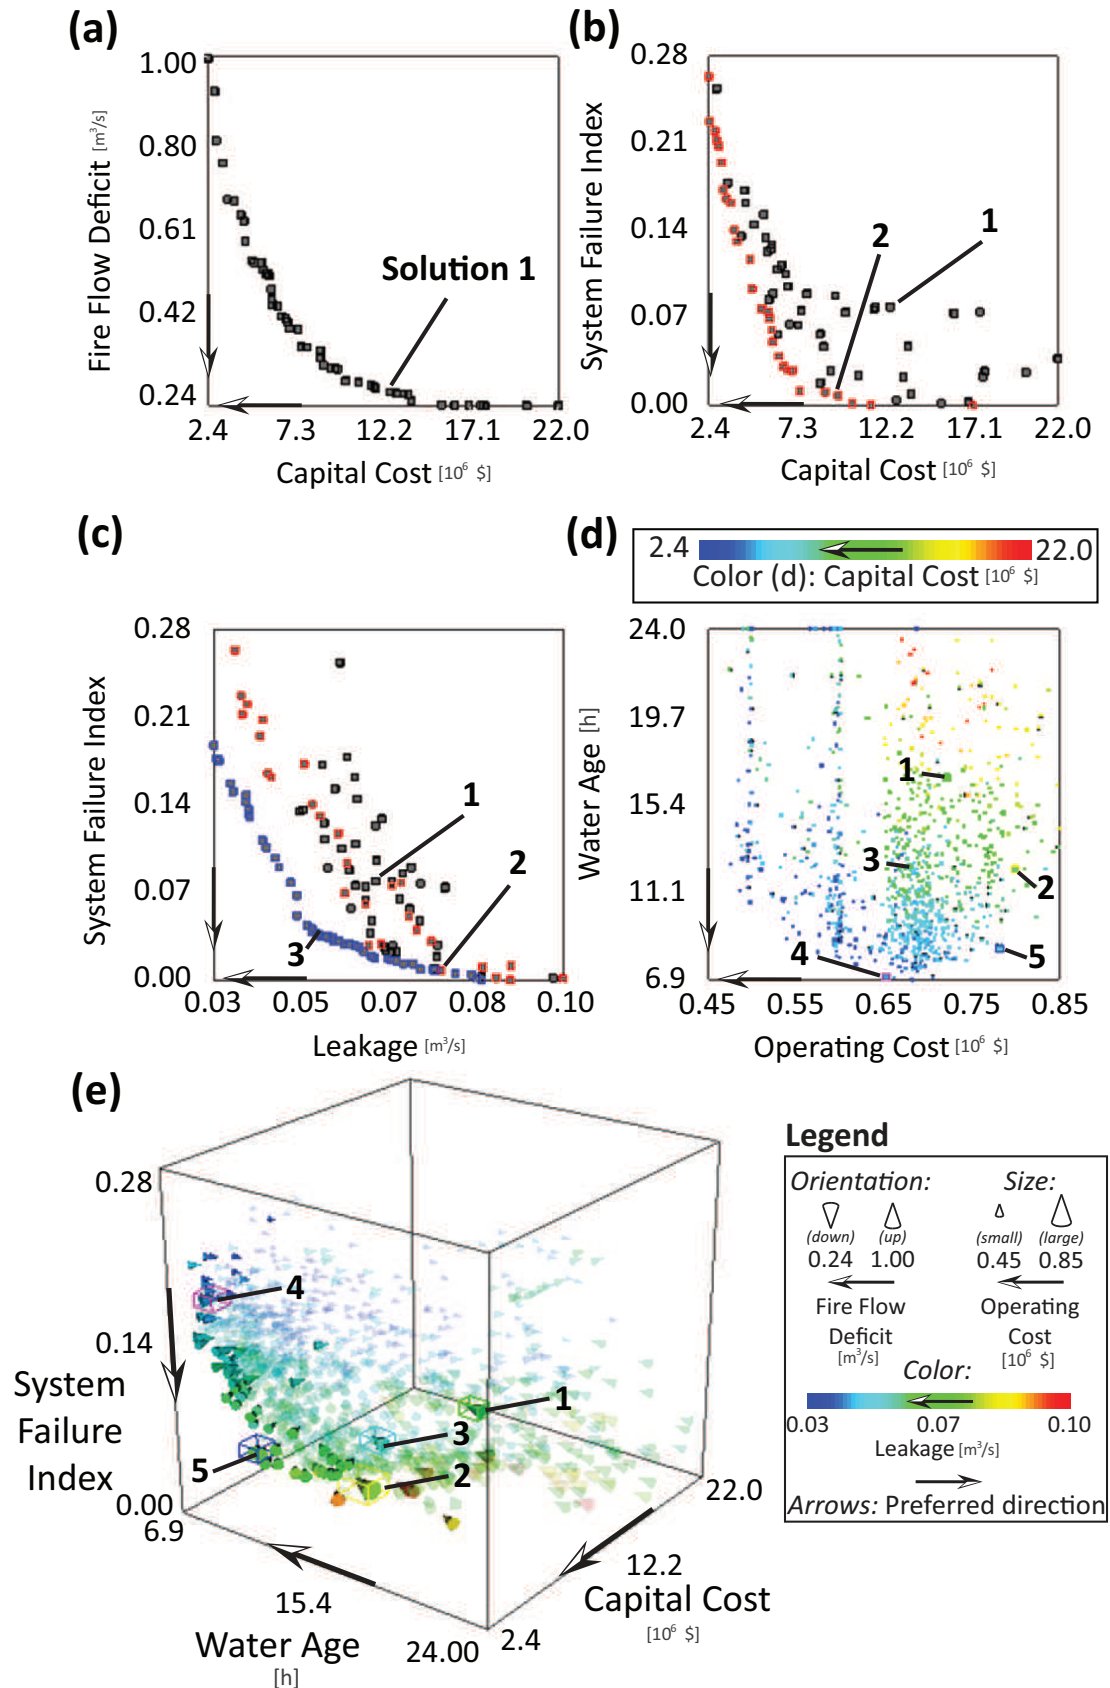 (a)
Fire Flow Deficit [m³/s]
1.00
0.80
0.61
0.42
0.24
Solution 1
2.4 7.3 12.2 17.1 22.0
Capital Cost [10⁶ $]
(b)
System Failure Index
0.28
0.21
0.14
0.07
0.00
1
2
2.4 7.3 12.2 17.1 22.0
Capital Cost [10⁶ $]
(c)
System Failure Index
0.28
0.21
0.14
0.07
0.00
1
2
3
0.03 0.05 0.07 0.08 0.10
Leakage [m³/s]
(d)
2.4 22.0
Color (d): Capital Cost [10⁶ $]
Water Age [h]
24.0
19.7
15.4
11.1
6.9
1
3
2
4
5
0.45 0.55 0.65 0.75 0.85
Operating Cost [10⁶ $]
(e)
0.28
0.14
0.00
System
Failure
Index
4
1
3
5
2
6.9
15.4
24.00
Water Age
[h]
2.4
12.2
22.0
Capital Cost
[10⁶ $]
Legend
Orientation: Size:
(down) (up) (small) (large)
0.24 1.00 0.45 0.85
Fire Flow Operating
Deficit Cost
[m³/s] [10⁶ $]
Color:
0.03 0.07 0.10
Leakage [m³/s]
Arrows: Preferred direction